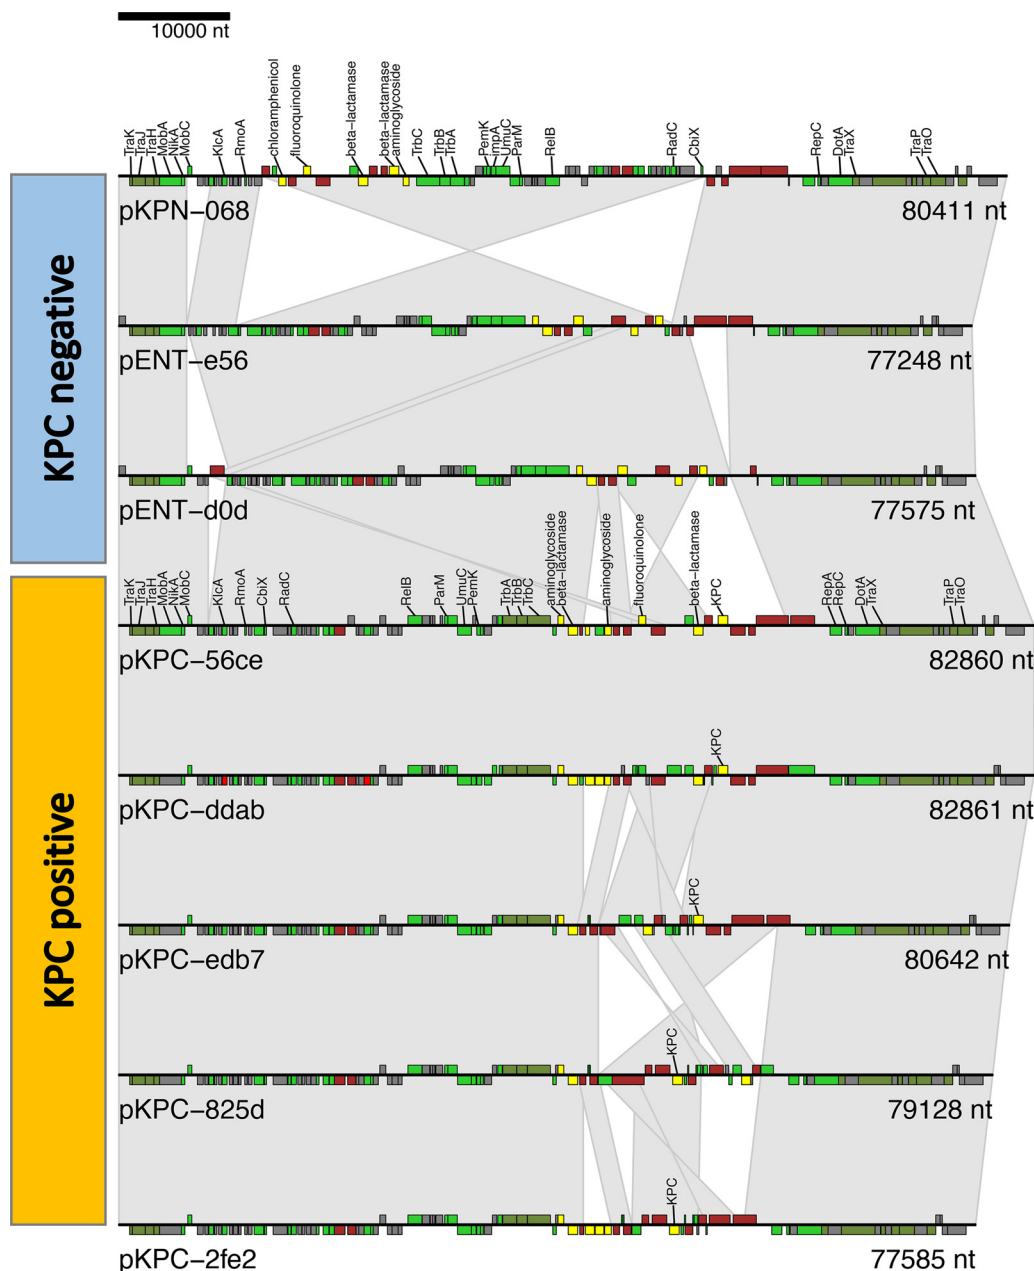 10000 nt
TraK
TraJ
TraH
MobA
NikA
MobC
KlcA
RmoA
chloramphenicol
fluoroquinolone
beta-lactamase
beta-lactamase
aminoglycoside
TrbC
TrbB
TrbA
PemK
ImpA
UmuC
ParM
RelB
RadC
CbiX
RepC
DotA
TraX
TraP
TraO
pKPN-068
80411 nt
KPC negative
pENT-e56
77248 nt
pENT-d0d
77575 nt
TraK
TraJ
TraH
MobA
NikA
MobC
KlcA
RmoA
CbiX
RadC
RelB
ParM
UmuC
PemK
TrbA
TrbB
TrbC
aminoglycoside
beta-lactamase
aminoglycoside
fluoroquinolone
beta-lactamase
KPC
RepA
RepC
DotA
TraX
TraP
TraO
pKPC-56ce
82860 nt
KPC
pKPC-ddab
82861 nt
KPC positive
KPC
pKPC-edb7
80642 nt
KPC
pKPC-825d
79128 nt
KPC
pKPC-2fe2
77585 nt